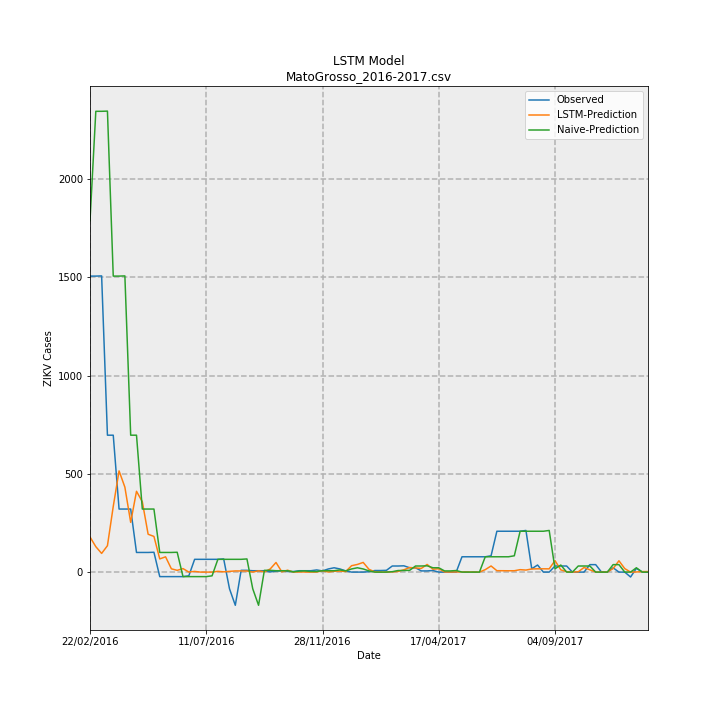 LSTM Model
MatoGrosso_2016-2017.csv
Observed
LSTM-Prediction
Naive-Prediction
ZIKV Cases
2000
1500
1000
500
0
22/02/2016 11/07/2016 28/11/2016 17/04/2017 04/09/2017
Date